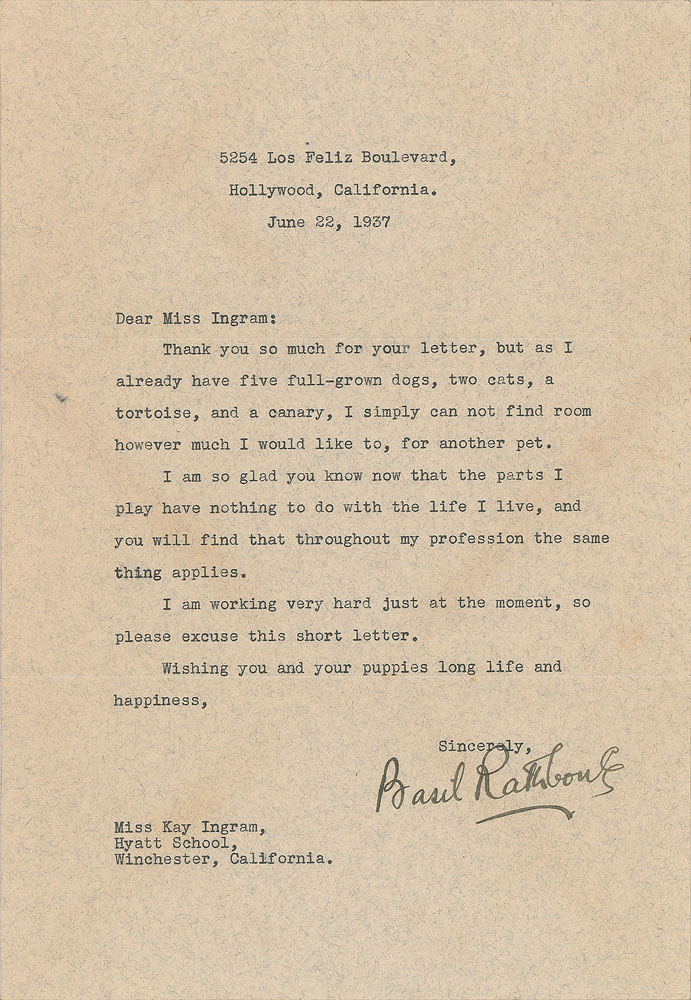 5254 Los Feliz Boulevard,
Hollywood, California.
June 22, 1937
Dear Miss Ingram:
Thank you so much for your letter, but as I
already have five full-grown dogs, two cats, a
tortoise, and a canary, I simply can not find room
however much I would like to, for another pet.
I am so glad you know now that the parts I
play have nothing to do with the life I live, and
you will find that throughout my profession the same
thing applies.
I am working very hard just at the moment, so
please excuse this short letter.
Wishing you and your puppies long life and
happiness,
Sincerely,
Basil Rathbone
Miss Kay Ingram,
Hyatt School,
Winchester, California.